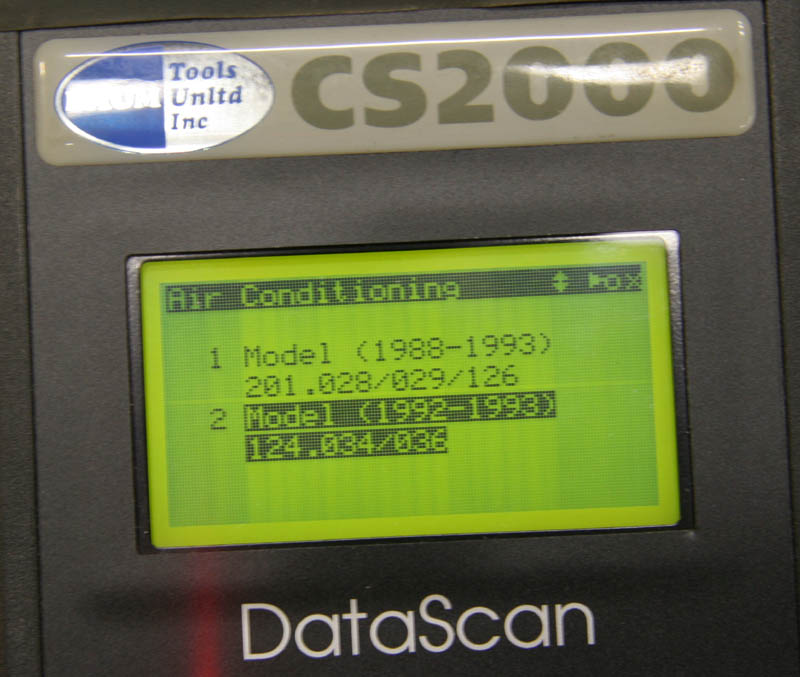 Tools
Unltd
Inc
CS2000
Air Conditioning
1 Model (1988-1993)
201.028/029/126
2 Model (1992-1993)
124.034/036
DataScan